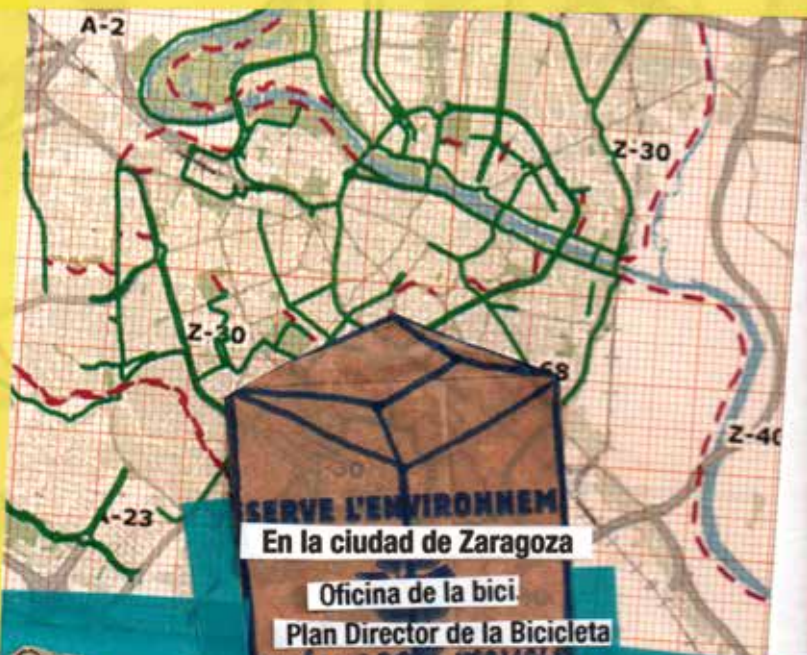 A-2
Z-30
Z-30
68
Z-40
A-23
SERVE L'ENVIRONNEM
En la ciudad de Zaragoza
Oficina de la bici
Plan Director de la Bicicleta